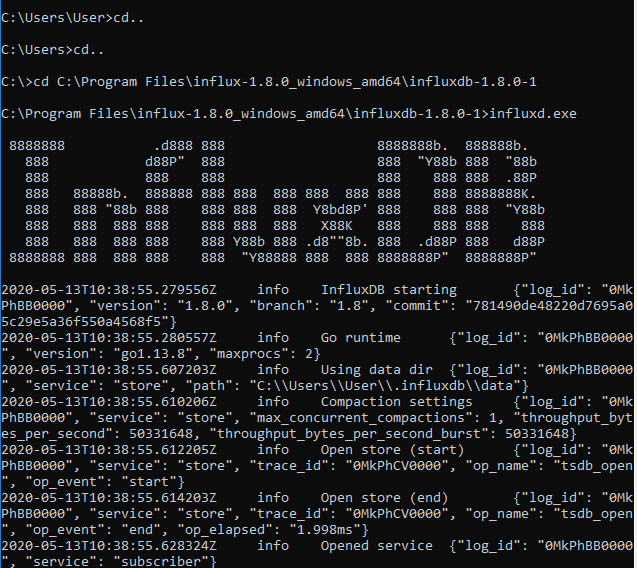 C:\Users\User>cd..
C:\Users>cd..
C:\>cd C:\Program Files\influx-1.8.0_windows_amd64\influxdb-1.8.0-1
C:\Program Files\influx-1.8.0_windows_amd64\influxdb-1.8.0-1>influxd.exe
 8888888           .d888 888                   8888888b.  888888b.
   888            d88P"  888                   888  "Y88b 888  "88b
   888            888    888                   888    888 888  .88P
   888   88888b.  888888 888 888  888 888  888 888    888 8888888K.
   888   888 "88b 888    888 888  888  Y8bd8P' 888    888 888  "Y88b
   888   888  888 888    888 888  888   X88K   888    888 888    888
   888   888  888 888    888 Y88b 888 .d8""8b. 888  .d88P 888   d88P
 8888888 888  888 888    888  "Y88888 888  888 8888888P"  8888888P"
2020-05-13T10:38:55.279556Z     info    InfluxDB starting       {"log_id": "0Mk
PhBB0000", "version": "1.8.0", "branch": "1.8", "commit": "781490de48220d7695a0
5c29e5a36f550a4568f5"}
2020-05-13T10:38:55.280557Z     info    Go runtime      {"log_id": "0MkPhBB0000
", "version": "go1.13.8", "maxprocs": 2}
2020-05-13T10:38:55.607203Z     info    Using data dir  {"log_id": "0MkPhBB0000
", "service": "store", "path": "C:\\Users\\User\\.influxdb\\data"}
2020-05-13T10:38:55.610206Z     info    Compaction settings     {"log_id": "0Mk
PhBB0000", "service": "store", "max_concurrent_compactions": 1, "throughput_byt
es_per_second": 50331648, "throughput_bytes_per_second_burst": 50331648}
2020-05-13T10:38:55.612205Z     info    Open store (start)      {"log_id": "0Mk
PhBB0000", "service": "store", "trace_id": "0MkPhCV0000", "op_name": "tsdb_open
", "op_event": "start"}
2020-05-13T10:38:55.614203Z     info    Open store (end)        {"log_id": "0Mk
PhBB0000", "service": "store", "trace_id": "0MkPhCV0000", "op_name": "tsdb_open
", "op_event": "end", "op_elapsed": "1.998ms"}
2020-05-13T10:38:55.628324Z     info    Opened service  {"log_id": "0MkPhBB0000
", "service": "subscriber"}